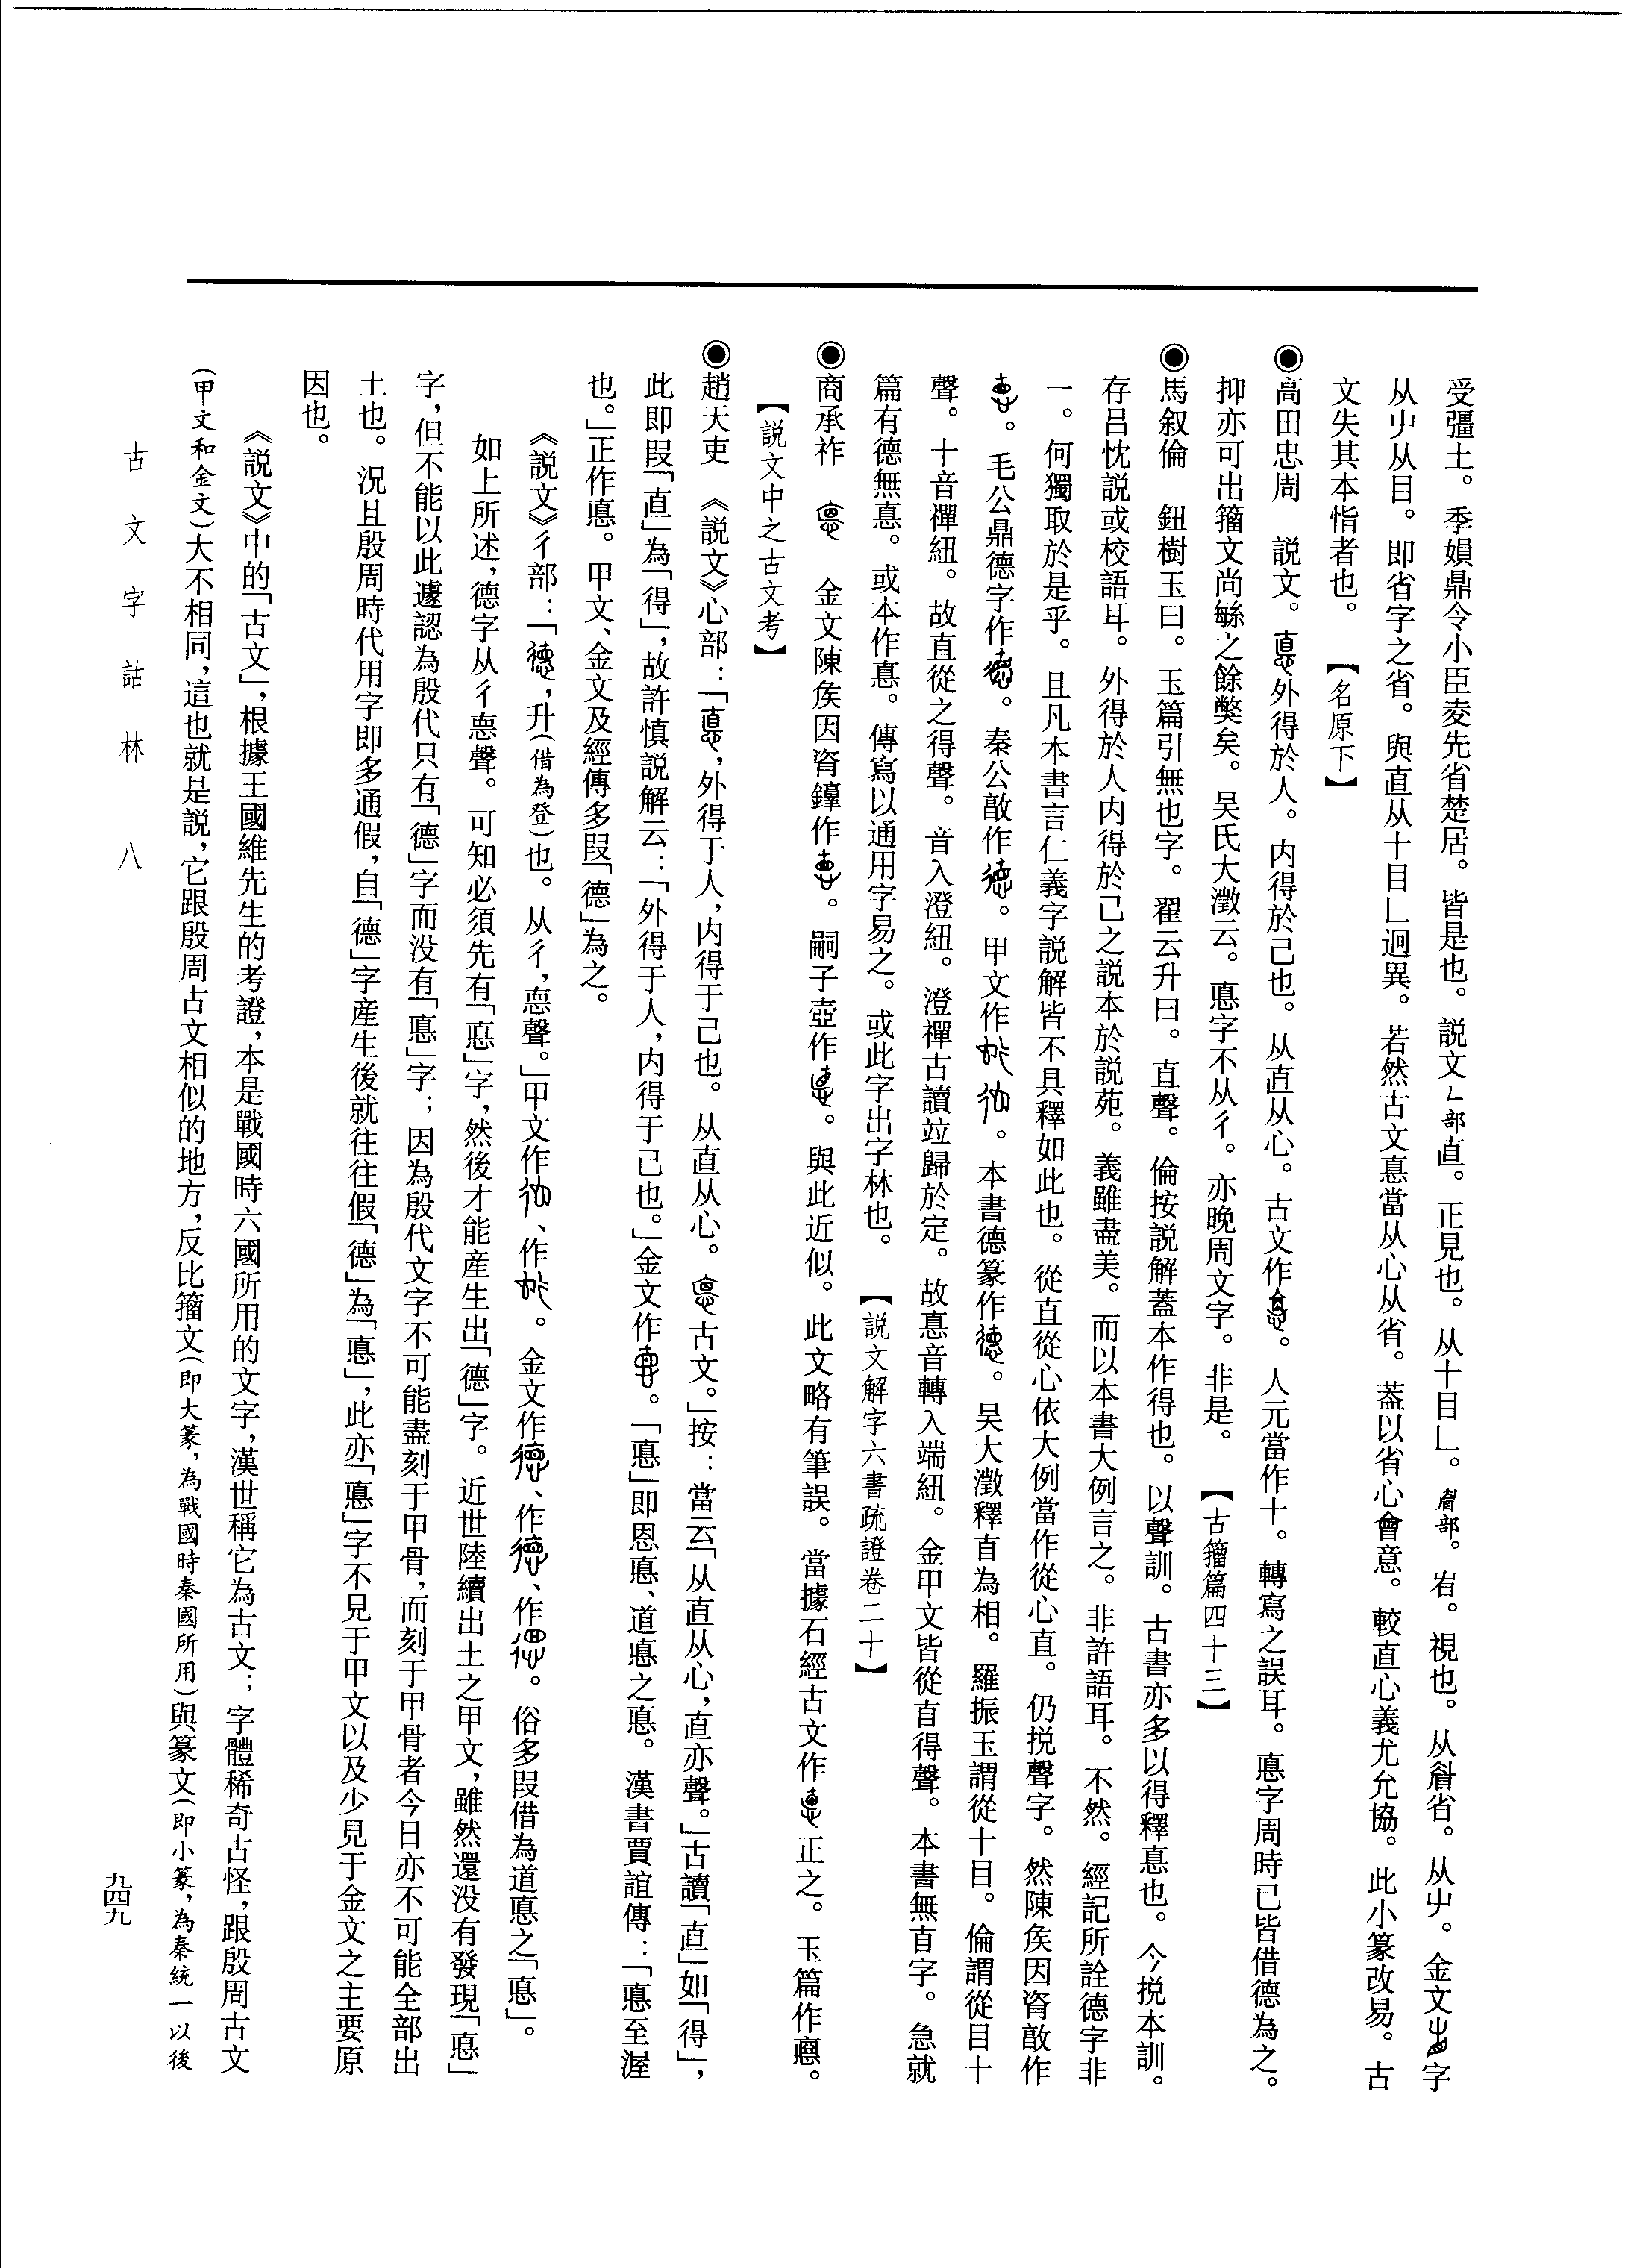 受彊土。季娟鼎令小臣夌先省楚居。皆是也。説文ㄴ部直。正見也。从十目ㄴ。眉部。省。視也。从眉省。从屮。金文字
从屮从目。即省字之省。與直从十目ㄴ迥異。若然古文悳當从心从省。葢以省心會意。較直心義尤允協。此小篆改易。古
文失其本恉者也。　【名原下】
◉高田忠周　説文。悳外得於人。内得於己也。从直从心。古文作。人元當作十。轉寫之誤耳。悳字周時已皆借德為之。
抑亦可出籀文尚緐之餘獘矣。吴氏大澂云。悳字不从彳。亦晚周文字。非是。　【古籀篇四十三】
◉馬叙倫　鈕樹玉曰。玉篇引無也字。翟云升曰。直聲。倫按説解蓋本作得也。以聲訓。古書亦多以得釋悳也。今挩本訓。
存吕忱説或校語耳。外得於人内得於己之説本於説苑。義雖盡美。而以本書大例言之。非許語耳。不然。經記所詮德字非
一。何獨取於是乎。且凡本書言仁義字説解皆不具釋如此也。從直從心依大例當作從心直。仍挩聲字。然陳矦因𬯎敦作
。毛公鼎德字作。秦公敦作。甲文作。本書德篆作。吴大澂釋㥁為相。羅振玉謂從十目。倫謂從目十
聲。十音禪紐。故直從之得聲。音入澄紐。澄禪古讀竝歸於定。故悳音轉入端紐。金甲文皆從𥄂得聲。本書無𥄂字。急就
篇有德無悳。或本作悳。傳寫以通用字易之。或此字出字林也。　【説文解字六書疏證卷二十】
◉商承祚　　金文陳矦因𬯎鐘作。嗣子壺作。與此近似。此文略有筆誤。當據石經古文作正之。玉篇作悳。
【説文中之古文考】
◉趙天吏　《説文》心部：「悳，外得于人，内得于己也。从直从心。古文。」按：當云「从直从心，直亦聲。」古讀「直」如「得」，
此即叚「直」為「得」，故許慎説解云：「外得于人，内得于己也。」金文作。「悳」即恩悳、道悳之悳。漢書賈誼傳：「悳至渥
也。」正作悳。甲文、金文及經傳多叚「德」為之。
《説文》彳部：「德，升（借為登）也。从彳，悳聲。」甲文作、作。金文作、作、作。俗多叚借為道悳之「悳」。
如上所述，德字从彳悳聲。可知必須先有「悳」字，然後才能産生出「德」字。近世陸續出土之甲文，雖然還没有發現「悳」
字，但不能以此遽認為殷代只有「德」字而没有「悳」字；因為殷代文字不可能盡刻于甲骨，而刻于甲骨者今日亦不可能全部出
土也。況且殷周時代用字即多通假，自「德」字産生後就往往假「德」為「悳」，此亦「悳」字不見于甲文以及少見于金文之主要原
因也。
《説文》中的「古文」，根據王國維先生的考證，本是戰國時六國所用的文字，漢世稱它為古文；字體稀奇古怪，跟殷周古文
（甲文和金文）大不相同，這也就是説，它跟殷周古文相似的地方，反比籀文（即大篆，為戰國時秦國所用）與篆文（即小篆，為秦統一以後
古文字詁林　八
九四九